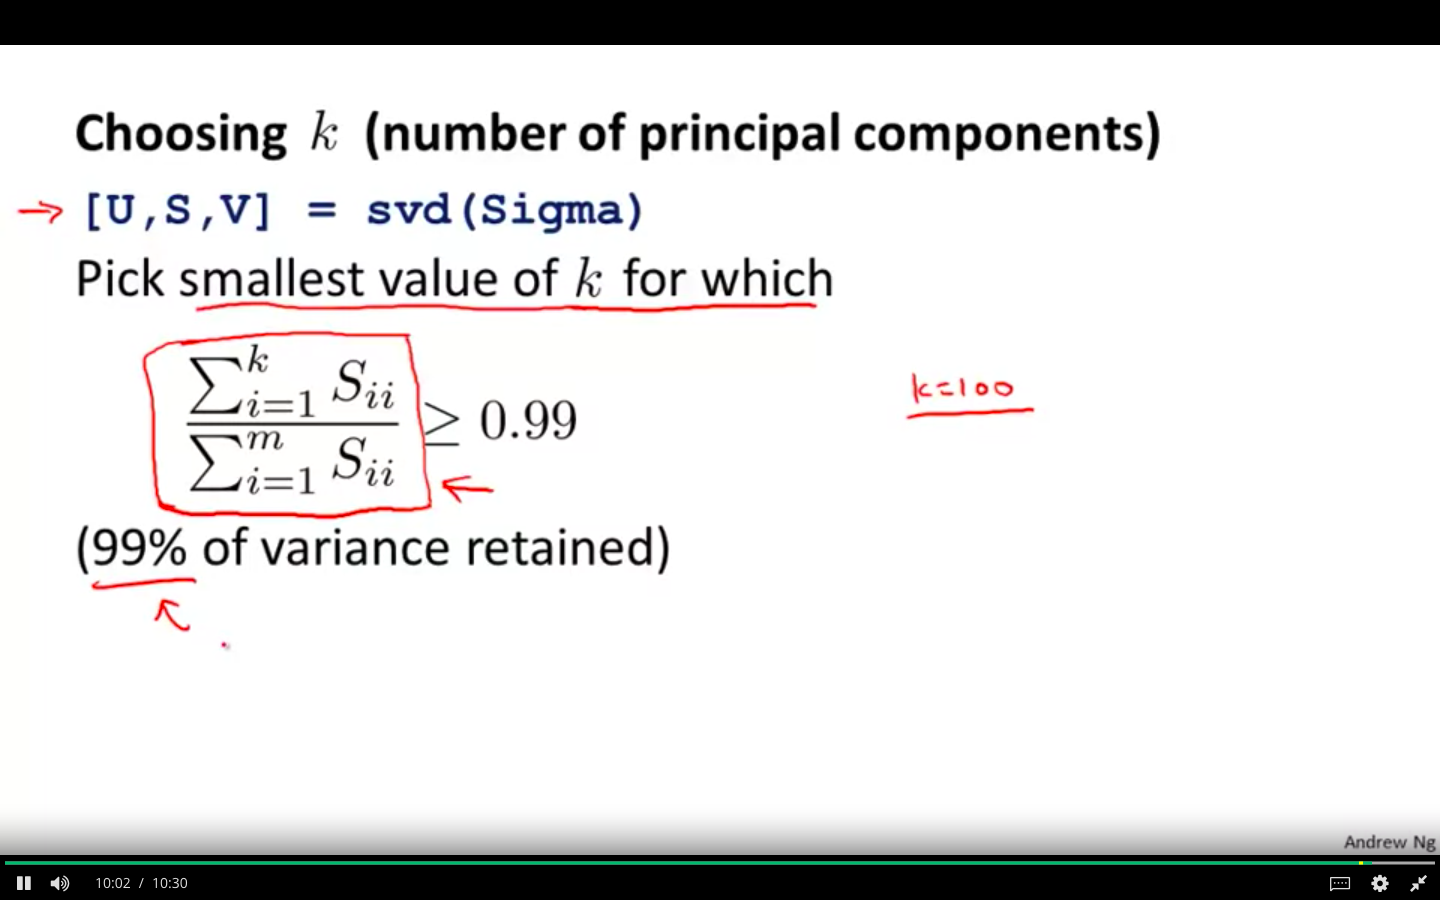 Choosing k (number of principal components)
→ [U,S,V] = svd(Sigma)
Pick smallest value of k for which
\frac{\sum_{i=1}^{k} S_{ii}}{\sum_{i=1}^{m} S_{ii}} ≥ 0.99
k=100
(99% of variance retained)
Andrew Ng
10:02 / 10:30